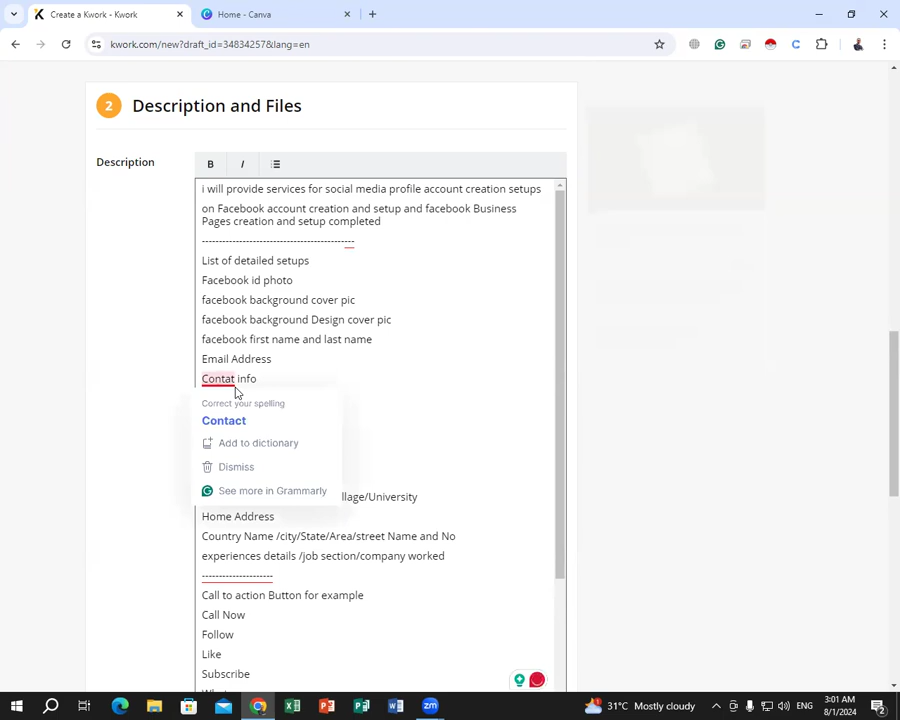 Create a Kwork - Kwork
Home - Canva
kwork.com/new?draft_id=34834257&lang=en
2 Description and Files
Description
B I
i will provide services for social media profile account creation setups
on Facebook account creation and setup and facebook Business
Pages creation and setup completed
---------------------------------------------
List of detailed setups
Facebook id photo
facebook background cover pic
facebook background Design cover pic
facebook first name and last name
Email Address
Contat info
Correct your spelling
Contact
Add to dictionary
Dismiss
See more in Grammarly
llage/University
Home Address
Country Name /city/State/Area/street Name and No
experiences details /job section/company worked
---------------------
Call to action Button for example
Call Now
Follow
Like
Subscribe
31°C Mostly cloudy
ENG
3:01 AM
8/1/2024
2